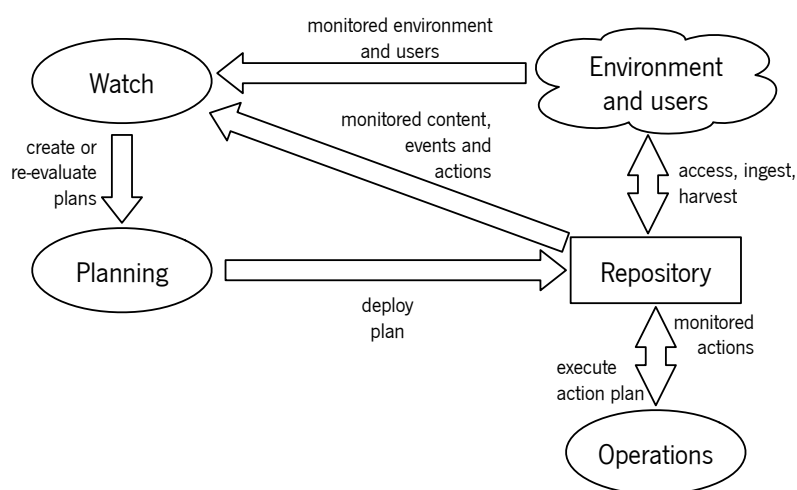 monitored environment
and users
Watch
Environment
and users
monitored content,
events and
actions
create or
re-evaluate
plans
access, ingest,
harvest
Planning
Repository
deploy
plan
monitored
actions
execute
action plan
Operations